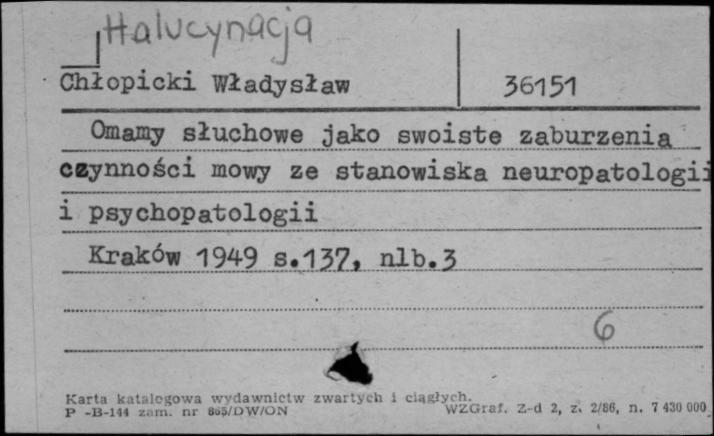 Halucynacja
Chłopicki Władysław 36151
Omamy słuchowe jako swoiste zaburzenia
czynności mowy ze stanowiska neuropatologii
i psychopatologii
Kraków 1949 s.137, nlb.3
6
Karta katalogowa wydawnictw zwartych i ciągłych.
P -B-144 zam. nr 865/DW/ON WZGraf. Z-d 2, z. 2/86, n. 7 430 000